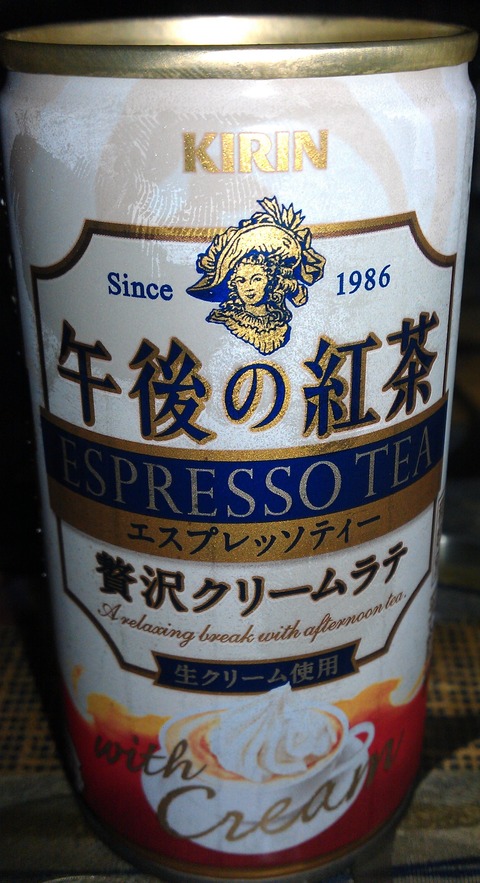 KIRIN
Since 1986
午後の紅茶
ESPRESSO TEA
エスプレッソティー
贅沢クリームラテ
A relaxing break with afternoon tea.
生クリーム使用
with
Cream